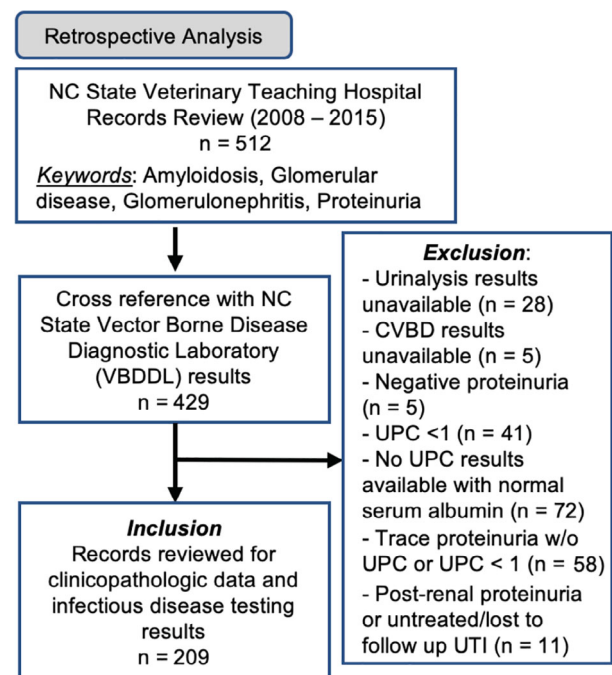 Retrospective Analysis
NC State Veterinary Teaching Hospital
Records Review (2008 – 2015)
n = 512
Keywords: Amyloidosis, Glomerular
disease, Glomerulonephritis, Proteinuria
Cross reference with NC
State Vector Borne Disease
Diagnostic Laboratory
(VBDDL) results
n = 429
Exclusion:
- Urinalysis results
unavailable (n = 28)
- CVBD results
unavailable (n = 5)
- Negative proteinuria
(n = 5)
- UPC <1 (n = 41)
- No UPC results
available with normal
serum albumin (n = 72)
- Trace proteinuria w/o
UPC or UPC < 1 (n = 58)
- Post-renal proteinuria
or untreated/lost to
follow up UTI (n = 11)
Inclusion
Records reviewed for
clinicopathologic data and
infectious disease testing
results
n = 209